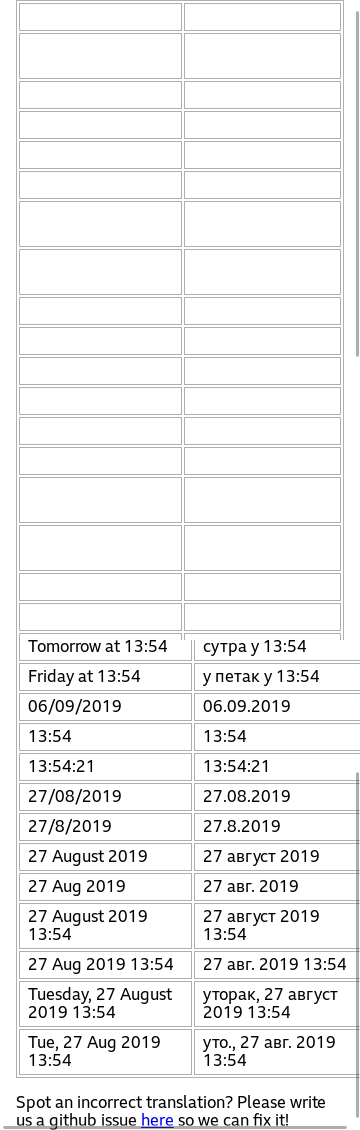 Tomorrow at 13:54 сутра у 13:54
Friday at 13:54 у петак у 13:54
06/09/2019 06.09.2019
13:54 13:54
13:54:21 13:54:21
27/08/2019 27.08.2019
27/8/2019 27.8.2019
27 August 2019 27 август 2019
27 Aug 2019 27 авг. 2019
27 August 2019 27 август 2019
13:54 13:54
27 Aug 2019 13:54 27 авг. 2019 13:54
Tuesday, 27 August уторак, 27 август
2019 13:54 2019 13:54
Tue, 27 Aug 2019 уто., 27 авг. 2019
13:54 13:54
Spot an incorrect translation? Please write
us a github issue here so we can fix it!